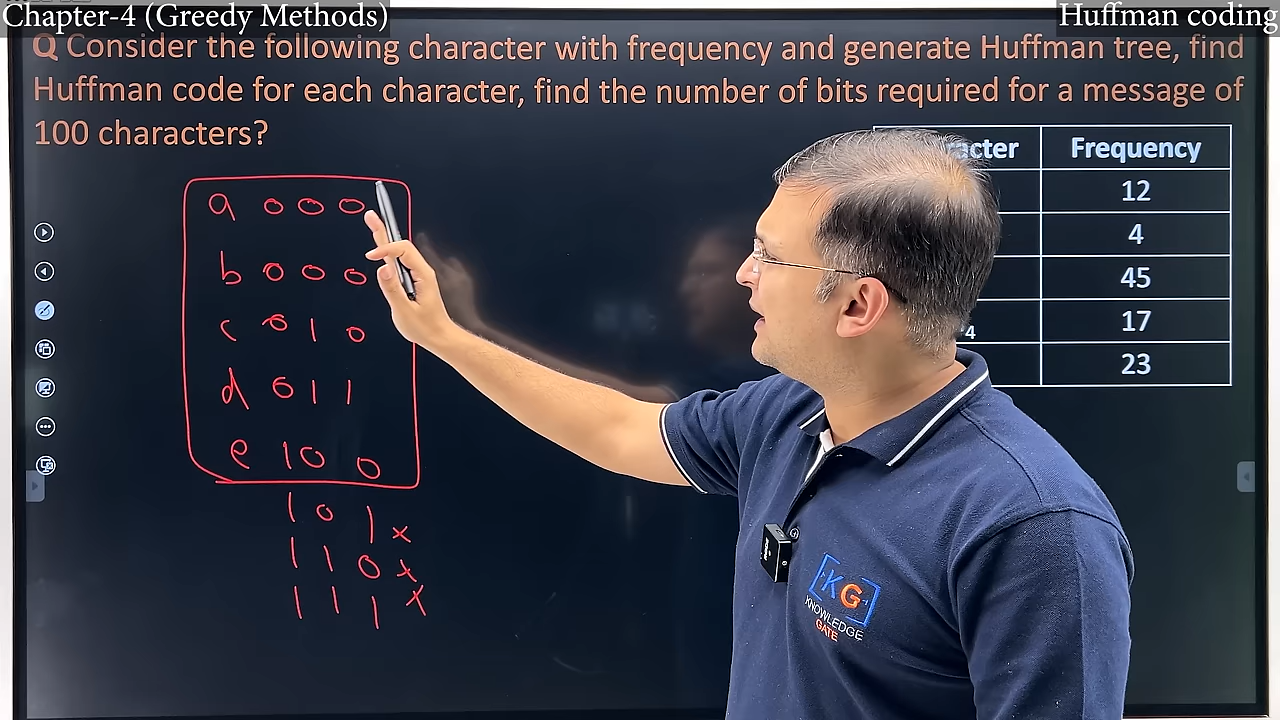 Chapter-4 (Greedy Methods)
Huffman coding
Q Consider the following character with frequency and generate Huffman tree, find
Huffman code for each character, find the number of bits required for a message of
100 characters?
Frequency
12
4
45
4 17
23
a 0 0 0
b 0 0 0
c 0 1 0
d 0 1 1
e 1 0 0
1 0 1 x
1 1 0 x
1 1 1 x
KG
KNOWLEDGE
GATE